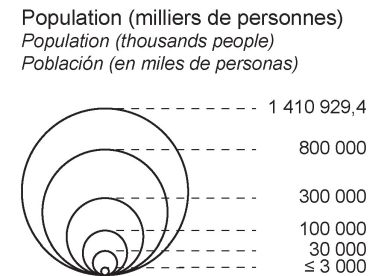 Population (milliers de personnes)
Population (thousands people)
Población (en miles de personas)
1 410 929,4
800 000
300 000
100 000
30 000
≤ 3 000